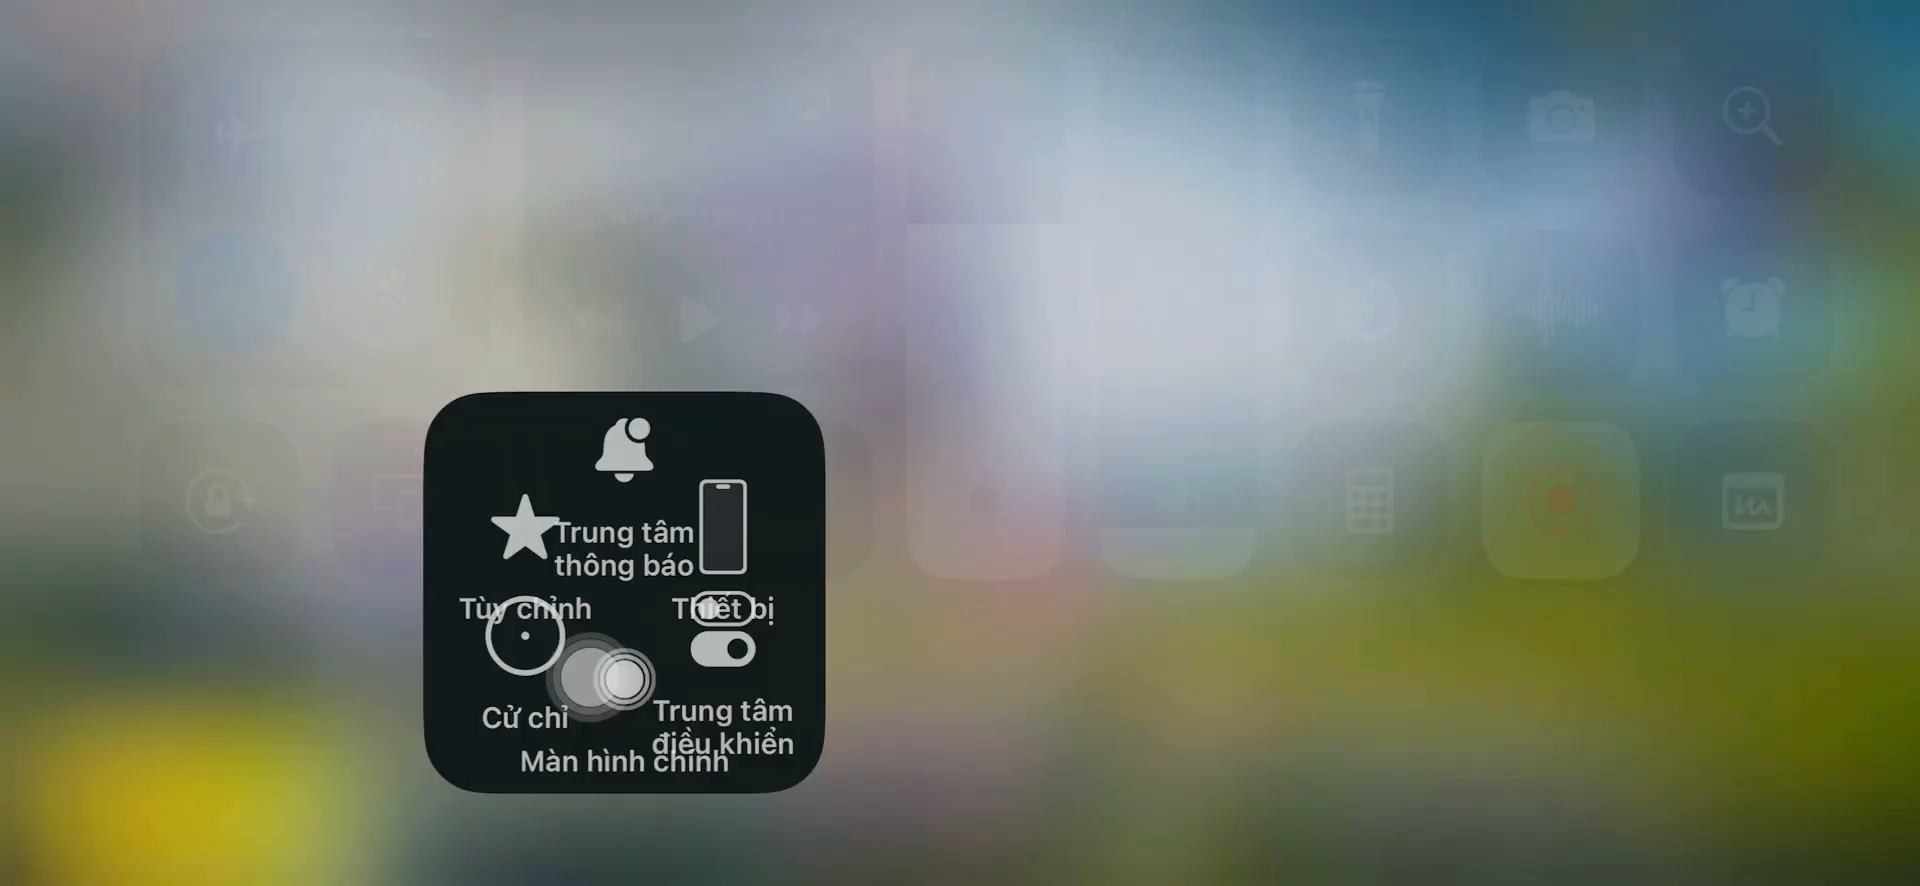 Trung tâm
thông báo
Tùy chỉnh
Thiết bị
Cử chỉ
Trung tâm
điều khiển
Màn hình chính